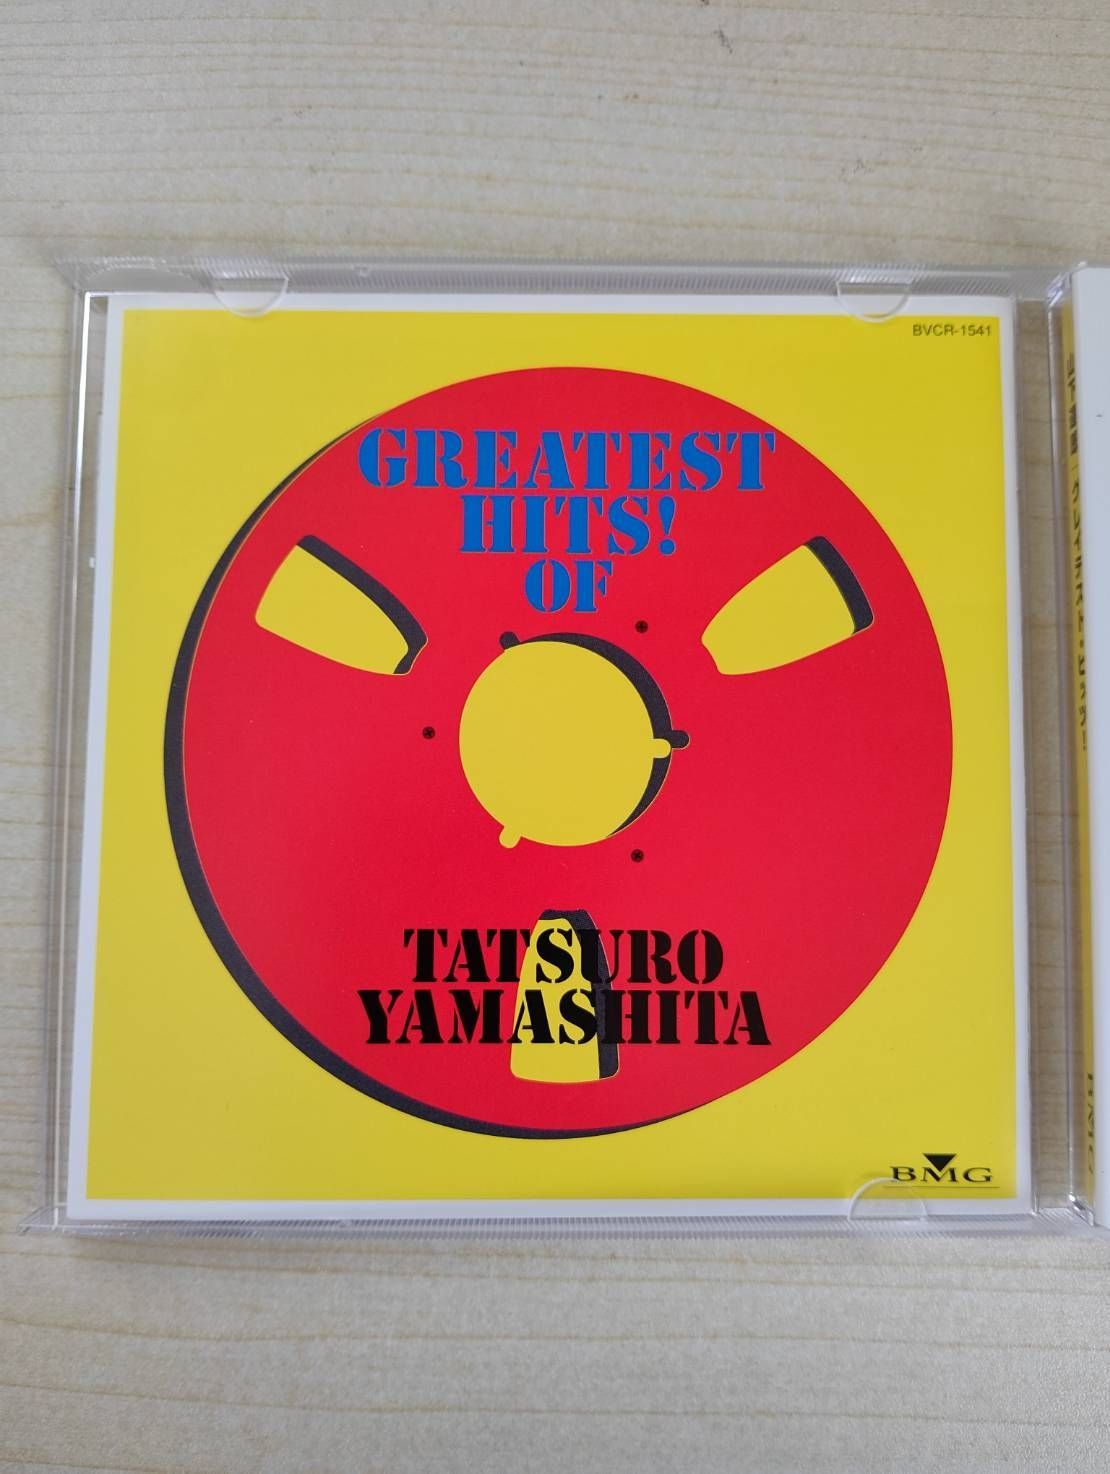 BVCR-1541
GREATEST
HITS!
OF
TATSURO
YAMASHITA
BMG